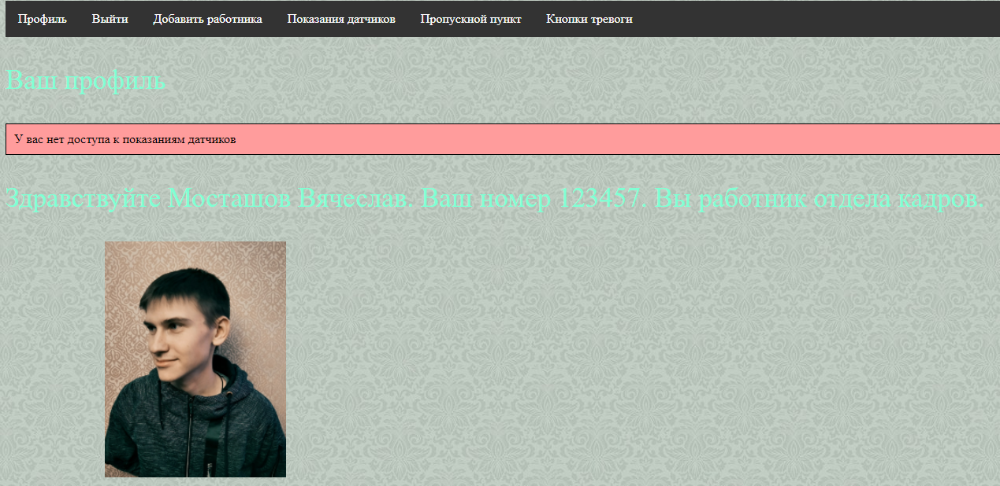 Профиль Выйти Добавить работника Показания датчиков Пропускной пункт Кнопки тревоги
Ваш профиль
У вас нет доступа к показаниям датчиков
Здравствуйте Мосташов Вячеслав. Ваш номер 123457. Вы работник отдела кадров.